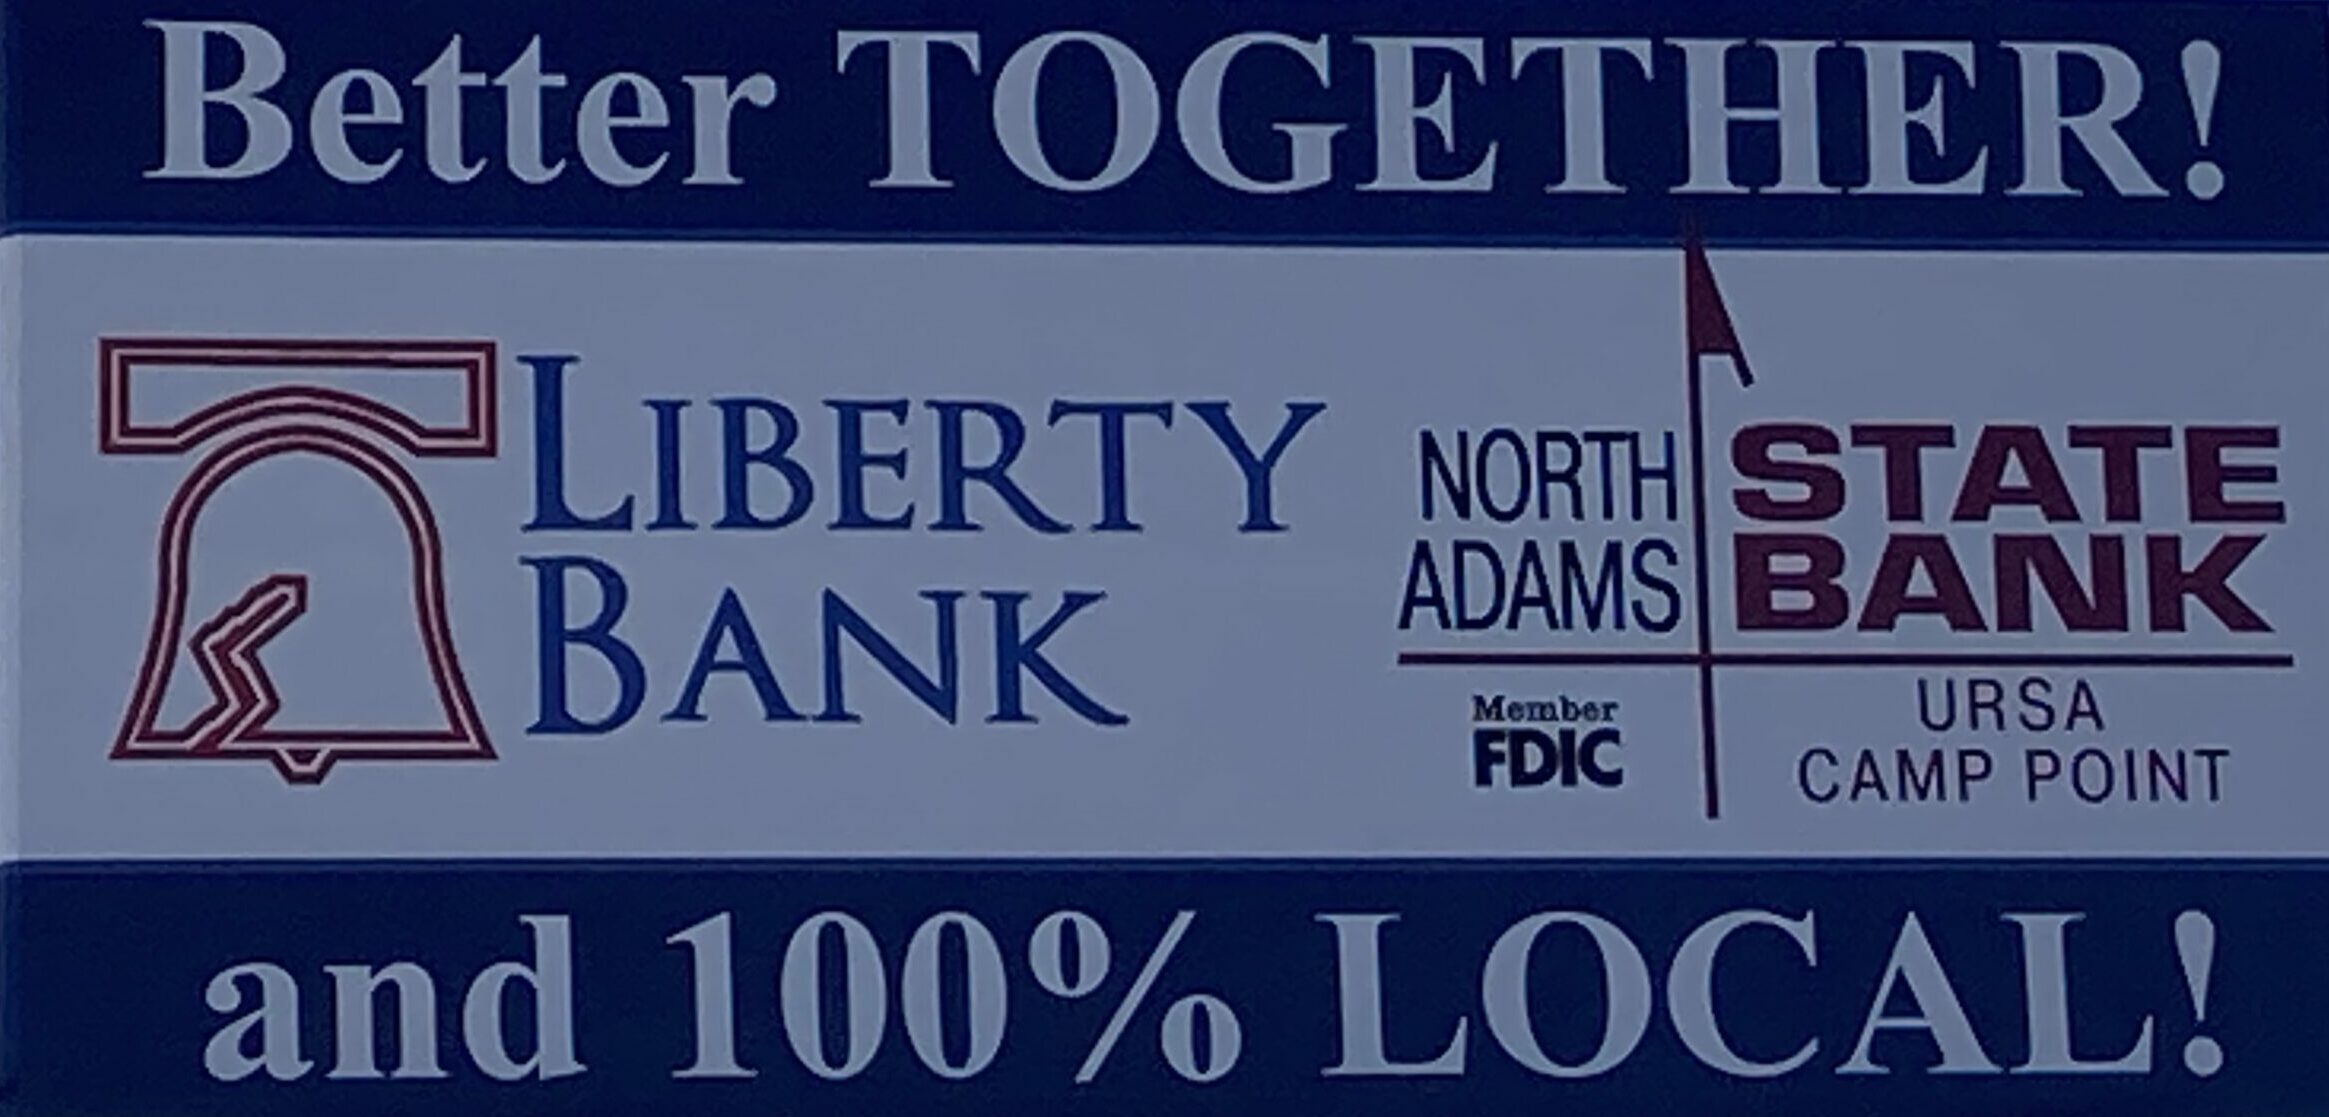 Better TOGETHER!
LIBERTY
BANK
NORTH
ADAMS
STATE
BANK
Member
FDIC
URSA
CAMP POINT
and 100% LOCAL!